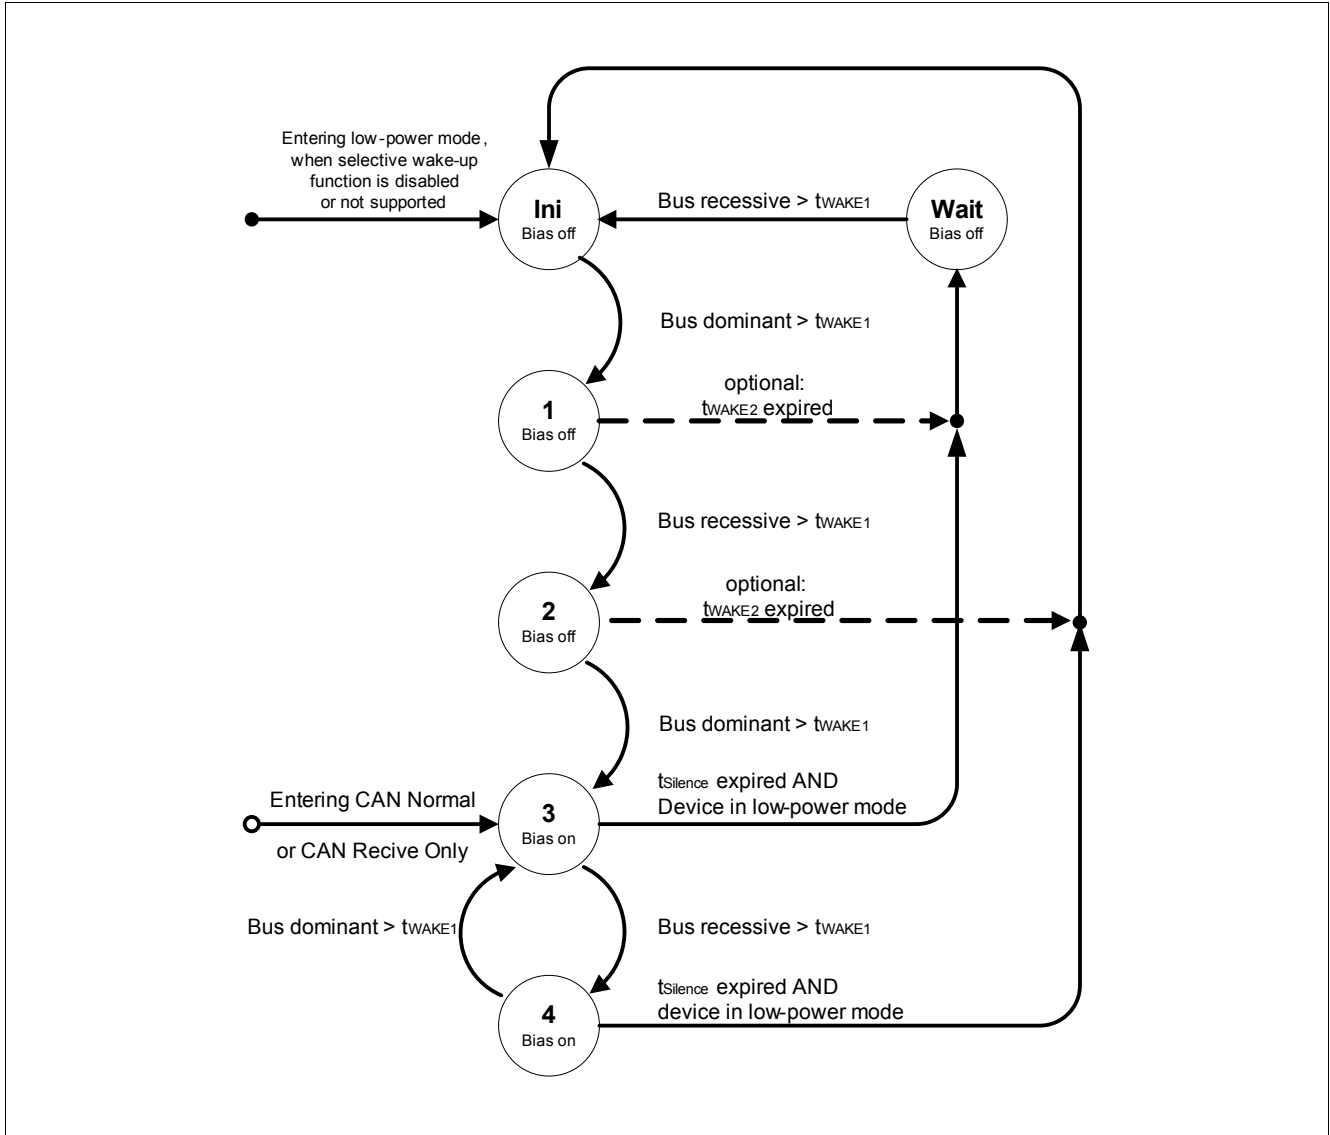 Entering low-power mode,
when selective wake-up
function is disabled
or not supported
Ini
Bias off
Bus recessive > tWAKE1
Wait
Bias off
Bus dominant > tWAKE1
1
Bias off
optional:
tWAKE2 expired
Bus recessive > tWAKE1
2
Bias off
optional:
tWAKE2 expired
Bus dominant > tWAKE1
Entering CAN Normal
or CAN Recive Only
3
Bias on
tSilence expired AND
Device in low-power mode
Bus dominant > tWAKE1
Bus recessive > tWAKE1
4
Bias on
tSilence expired AND
device in low-power mode